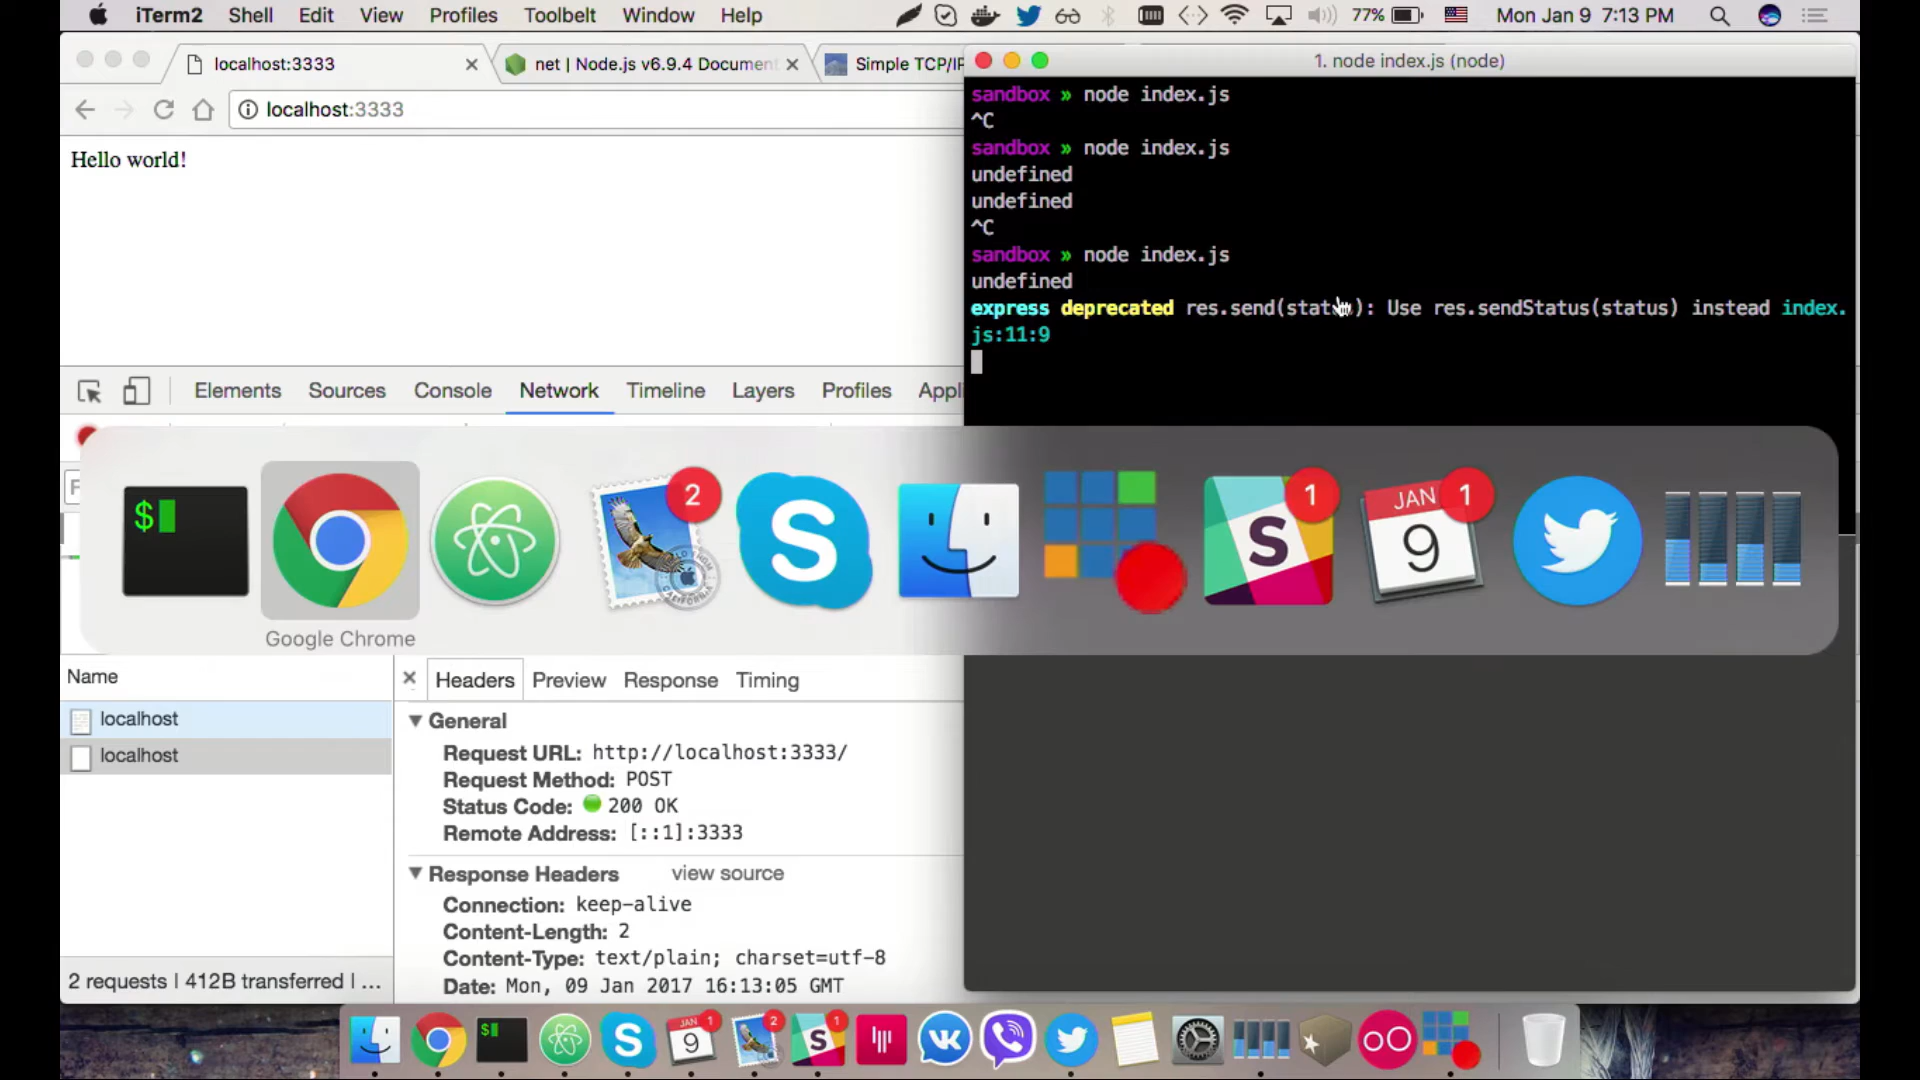 iTerm2 Shell Edit View Profiles Toolbelt Window Help 77% Mon Jan 9 7:13 PM
localhost:3333
net | Node.js v6.9.4 Document
Simple TCP/IP
localhost:3333
Hello world!
1. node index.js (node)
sandbox » node index.js
^C
sandbox » node index.js
undefined
undefined
^C
sandbox » node index.js
undefined
express deprecated res.send(status): Use res.sendStatus(status) instead index.
js:11:9
Elements Sources Console Network Timeline Layers Profiles Appl
F
$
2
S
S 1
JAN 1
9
Google Chrome
Name
localhost
localhost
2 requests | 412B transferred | ...
Headers Preview Response Timing
General
Request URL: http://localhost:3333/
Request Method: POST
Status Code: 200 OK
Remote Address: [::1]:3333
Response Headers view source
Connection: keep-alive
Content-Length: 2
Content-Type: text/plain; charset=utf-8
Date: Mon, 09 Jan 2017 16:13:05 GMT
$
S
JAN 1
9
2
S 1